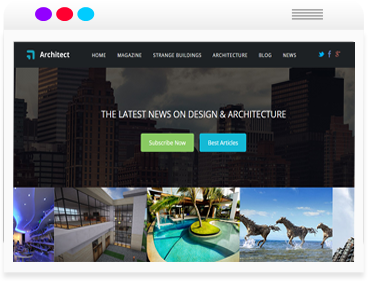 Architect
HOME MAGAZINE STRANGE BUILDINGS ARCHITECTURE BLOG NEWS
THE LATEST NEWS ON DESIGN & ARCHITECTURE
Subscribe Now Best Articles